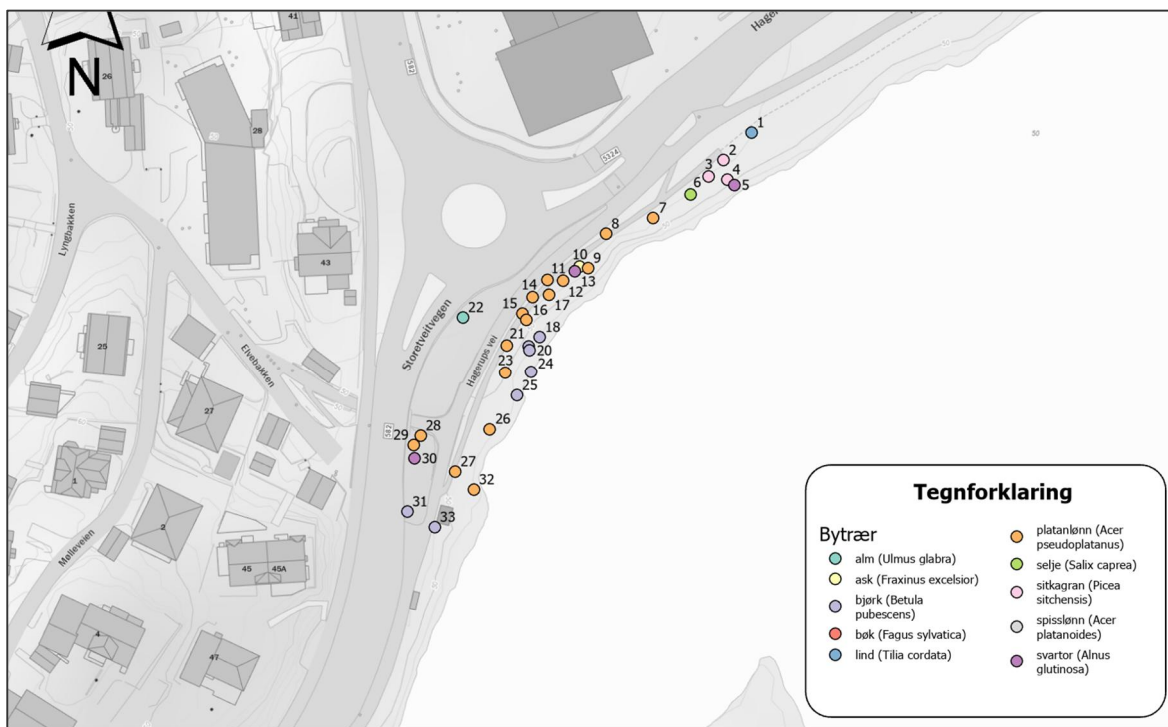 41
Hagerup
N
26
582
28
50
5324
1
2
3
4
5
6
7
8
50
Lyngbakken
43
10
9
11
13
14
12
17
15
16
22
18
21
20
23
24
25
Storetveitvegen
Hagerups vei
25
Elvebakken
27
26
28
29
582
30
27
32
31
33
1
2
Mølleveien
45
45A
4
47
Tegnforklaring
Bytrær
alm (Ulmus glabra)
ask (Fraxinus excelsior)
bjørk (Betula
pubescens)
bøk (Fagus sylvatica)
lind (Tilia cordata)
platanlønn (Acer
pseudoplatanus)
selje (Salix caprea)
sitkagran (Picea
sitchensis)
spisslønn (Acer
platanoides)
svartor (Alnus
glutinosa)